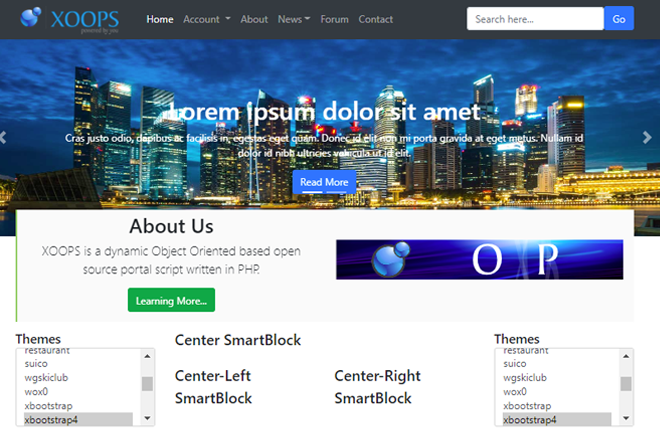 XOOPS
powered by you
Home Account About News Forum Contact
Search here... Go
Lorem ipsum dolor sit amet
Cras justo odio, dapibus ac facilisis in, egestas eget quam. Donec id elit non mi porta gravida at eget metus. Nullam id
dolor id nibh ultricies vehicula ut id elit.
Read More
About Us
XOOPS is a dynamic Object Oriented based open
source portal script written in PHP.
Learning More...
O P
Themes
restaurant
suico
wgskiclub
wox0
xbootstrap
xbootstrap4
Center SmartBlock
Center-Left
SmartBlock
Center-Right
SmartBlock
Themes
restaurant
suico
wgskiclub
wox0
xbootstrap
xbootstrap4